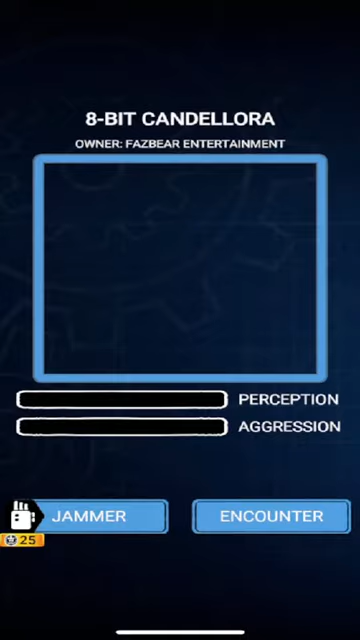 8-BIT CANDELLORA
OWNER: FAZBEAR ENTERTAINMENT
PERCEPTION
AGGRESSION
JAMMER
ENCOUNTER
25